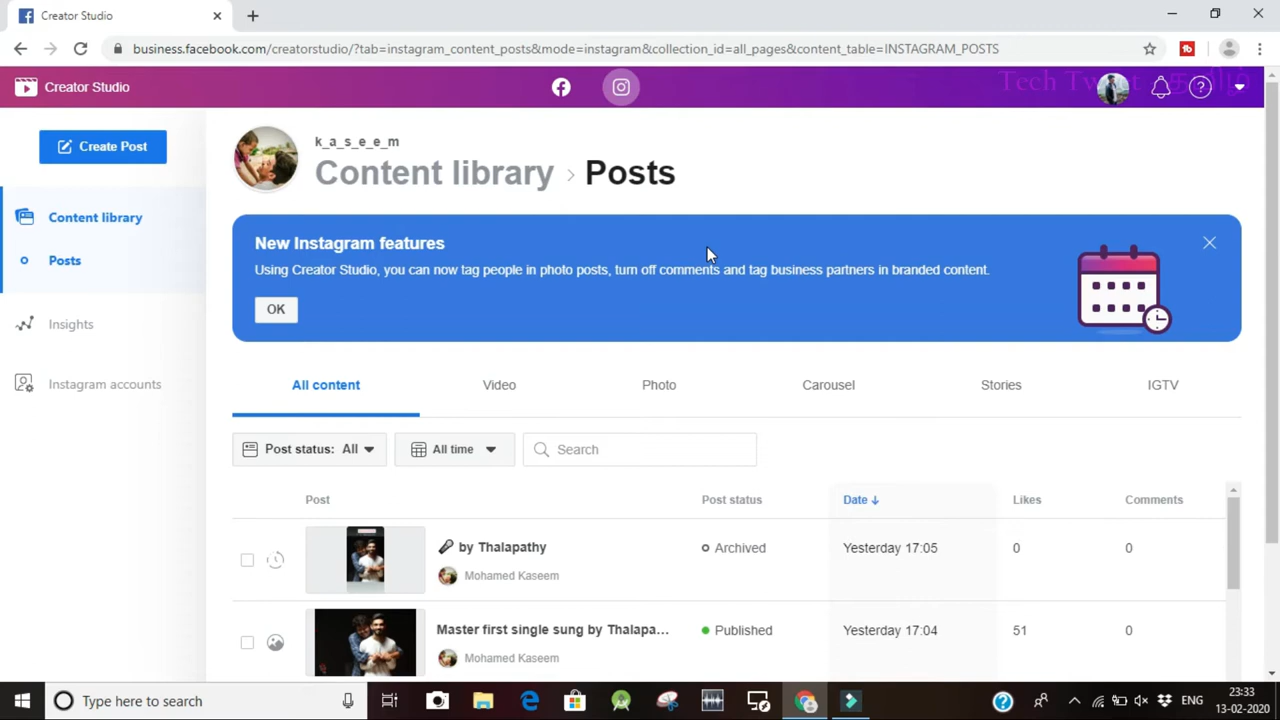 Creator Studio
business.facebook.com/creatorstudio/?tab=instagram_content_posts&mode=instagram&collection_id=all_pages&content_table=INSTAGRAM_POSTS
Creator Studio
Tech
தமிழ்
Create Post
Content library
Posts
Insights
Instagram accounts
k_a_s_e_e_m
Content library › Posts
New Instagram features
Using Creator Studio, you can now tag people in photo posts, turn off comments and tag business partners in branded content.
OK
All content Video Photo Carousel Stories IGTV
Post status: All All time Search
Post Post status Date ↓ Likes Comments
by Thalapathy Archived Yesterday 17:05 0 0
Mohamed Kaseem
Master first single sung by Thalapa... Published Yesterday 17:04 51 0
Mohamed Kaseem
Type here to search
ENG
23:33
13-02-2020